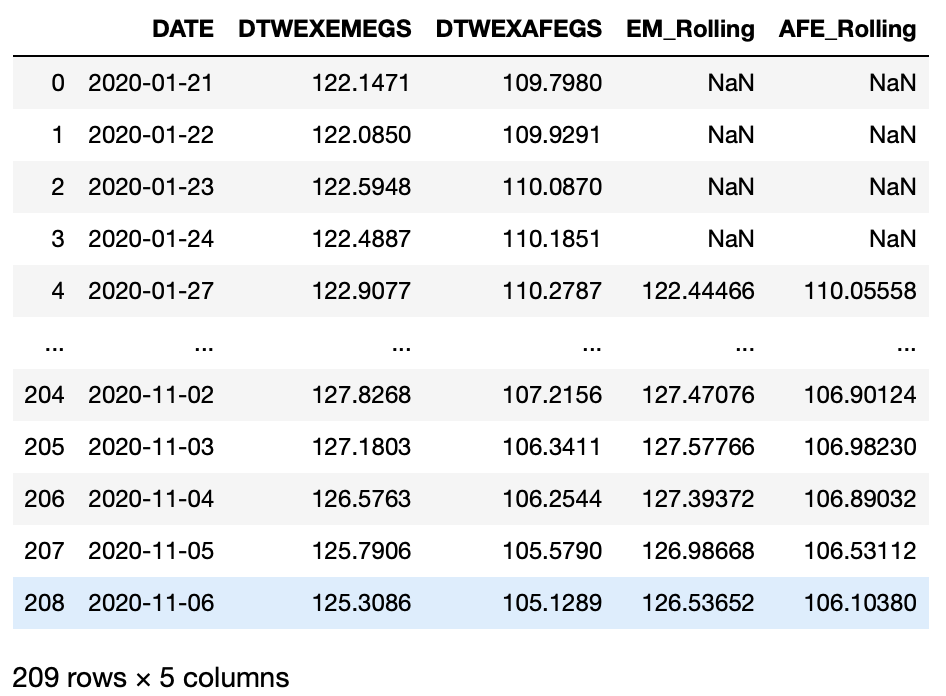 DATE DTWEXEMEGS DTWEXAFEGS EM_Rolling AFE_Rolling
0 2020-01-21 122.1471 109.7980 NaN NaN
1 2020-01-22 122.0850 109.9291 NaN NaN
2 2020-01-23 122.5948 110.0870 NaN NaN
3 2020-01-24 122.4887 110.1851 NaN NaN
4 2020-01-27 122.9077 110.2787 122.44466 110.05558
... ... ... ... ... ...
204 2020-11-02 127.8268 107.2156 127.47076 106.90124
205 2020-11-03 127.1803 106.3411 127.57766 106.98230
206 2020-11-04 126.5763 106.2544 127.39372 106.89032
207 2020-11-05 125.7906 105.5790 126.98668 106.53112
208 2020-11-06 125.3086 105.1289 126.53652 106.10380
209 rows × 5 columns